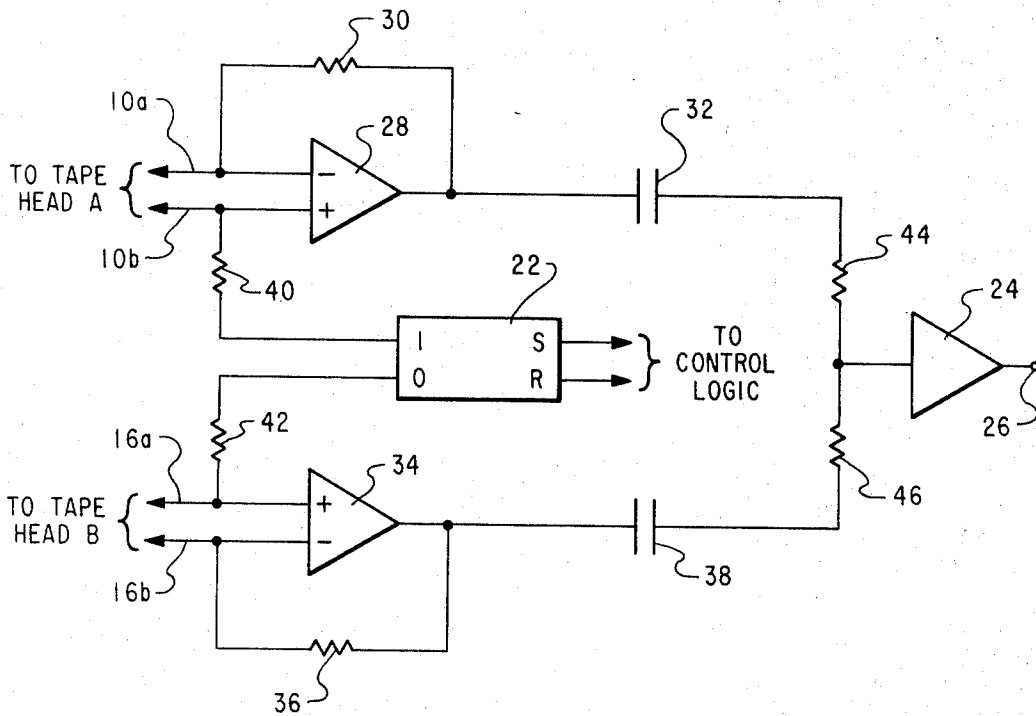 30
10a
28
32
TO TAPE
HEAD A
−
+
10b
40
44
22
24
1 S
0 R
TO
CONTROL
LOGIC
26
42
16a
34
46
TO TAPE
HEAD B
+
−
16b
38
36